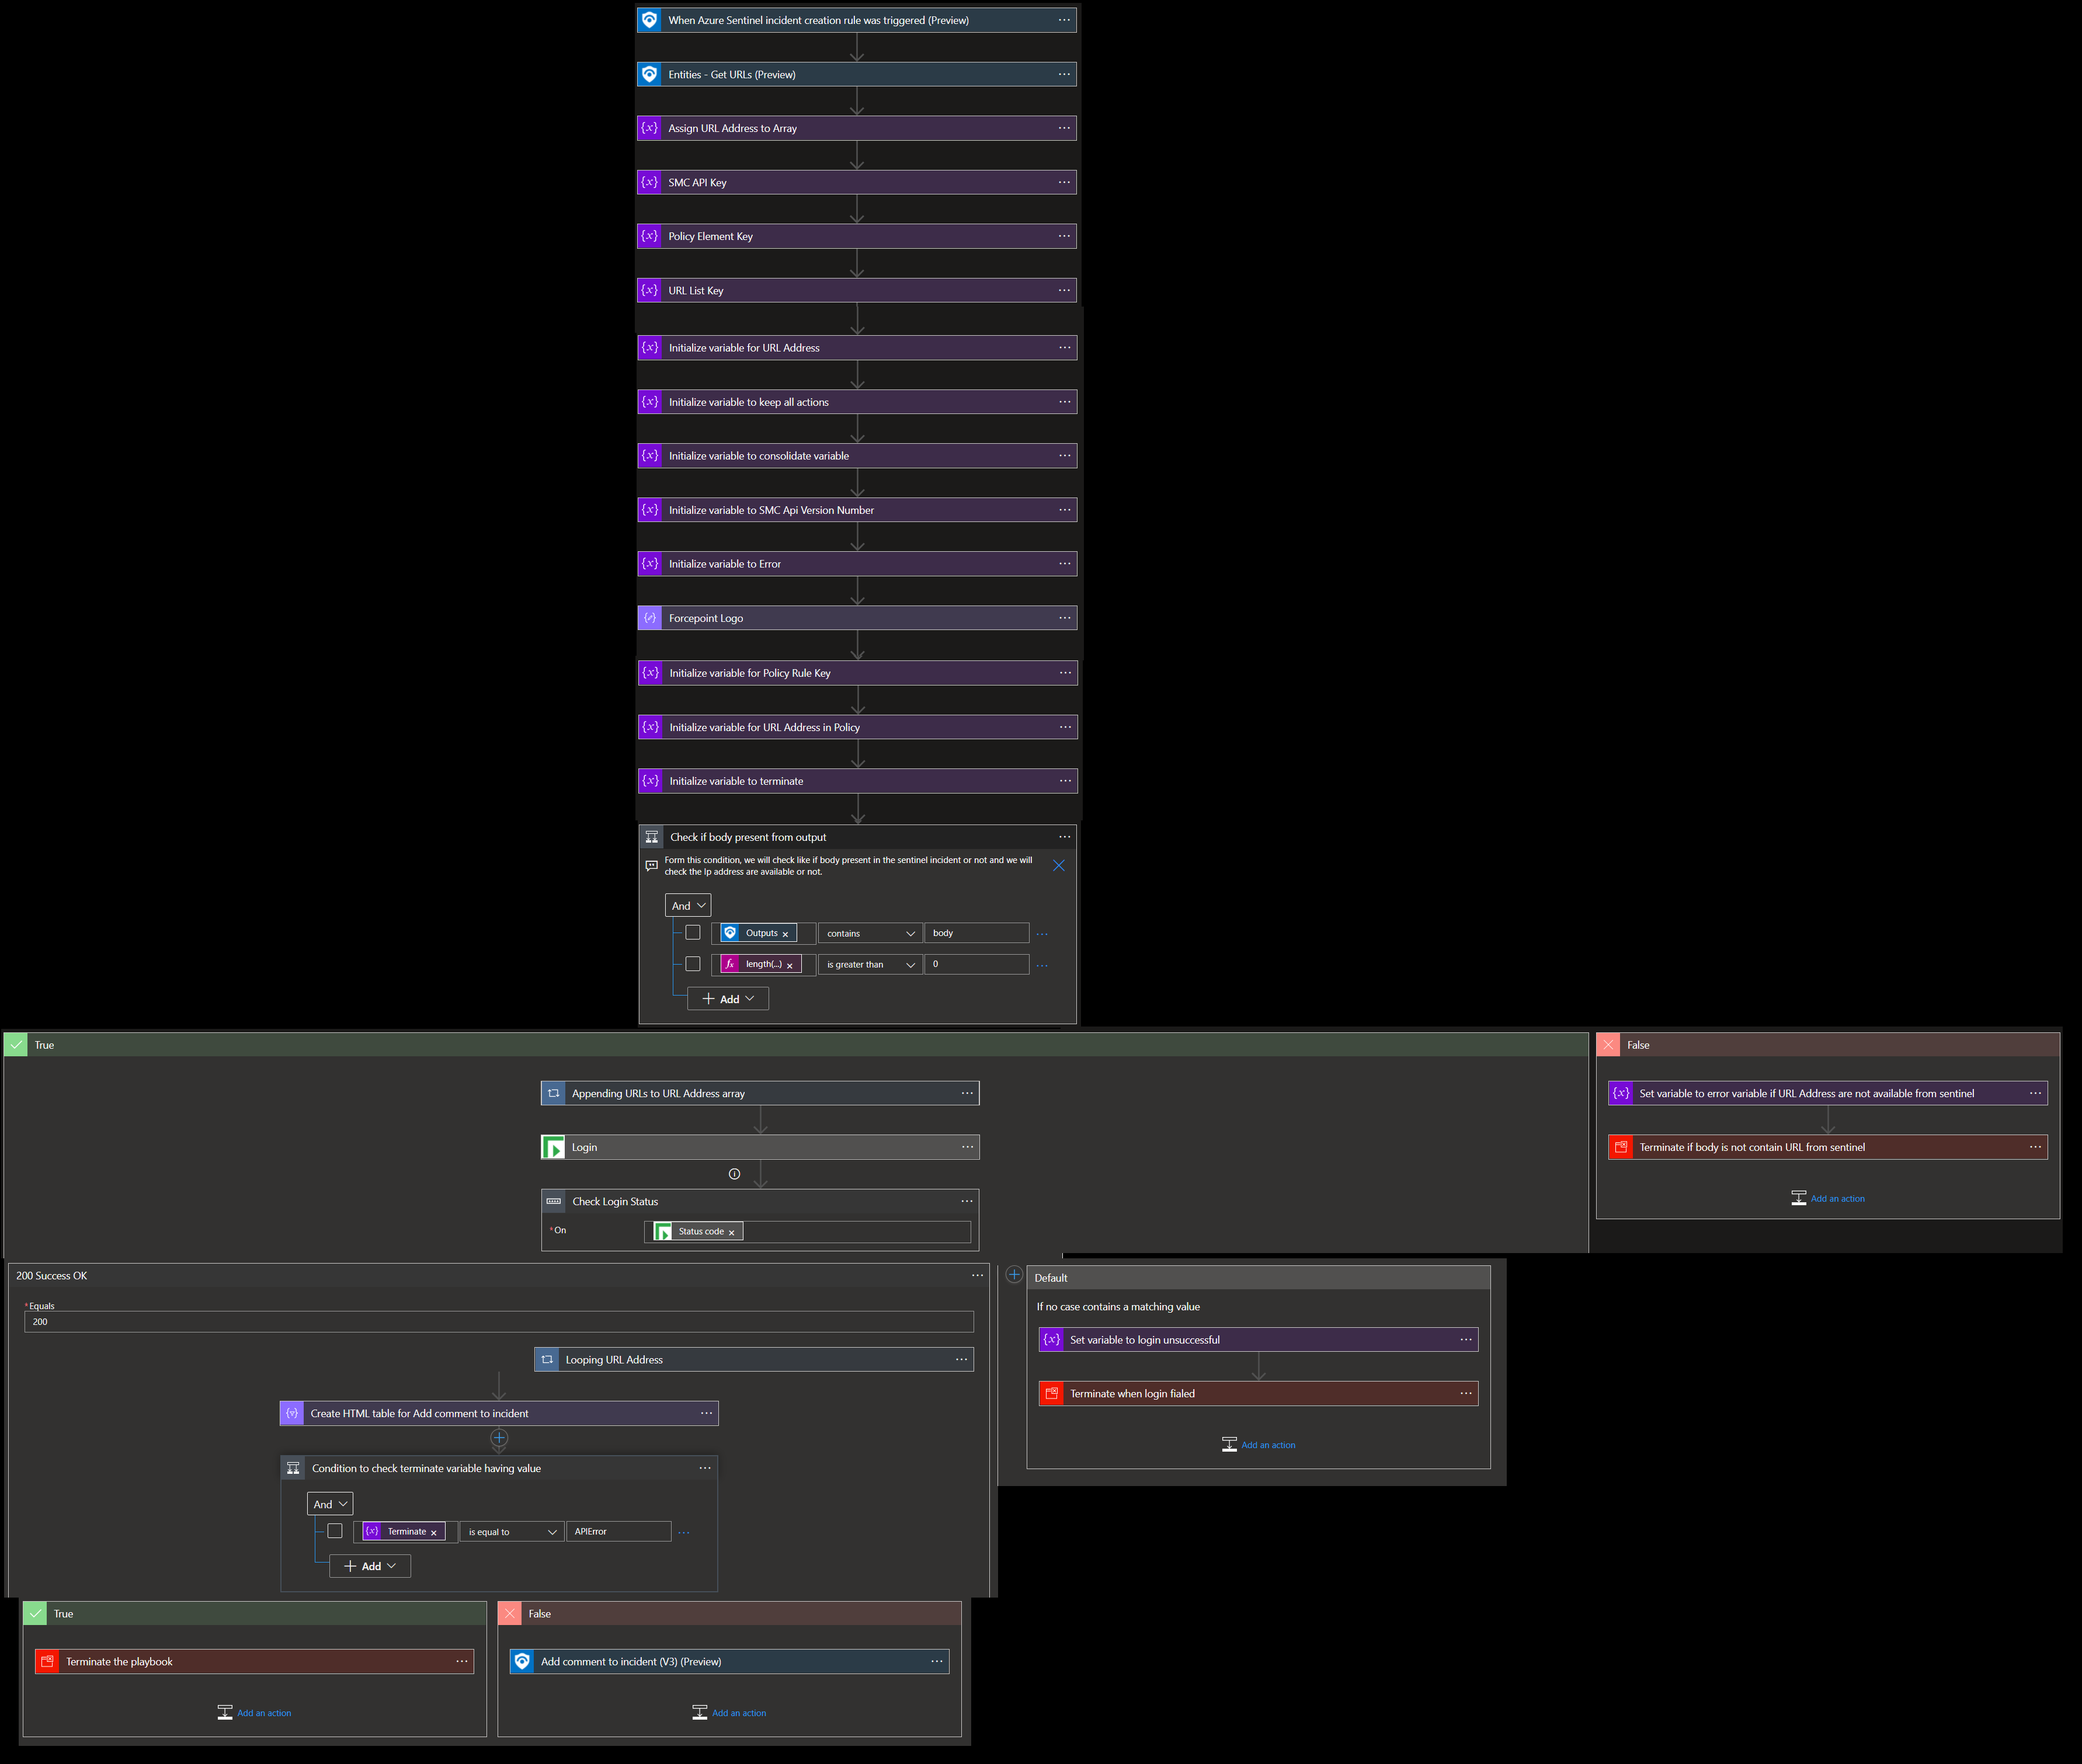 When Azure Sentinel incident creation rule was triggered (Preview)
Entities - Get URLs (Preview)
{x} Assign URL Address to Array
{x} SMC API Key
{x} Policy Element Key
{x} URL List Key
{x} Initialize variable for URL Address
{x} Initialize variable to keep all actions
{x} Initialize variable to consolidate variable
{x} Initialize variable to SMC Api Version Number
{x} Initialize variable to Error
Forcepoint Logo
{x} Initialize variable for Policy Rule Key
{x} Initialize variable for URL Address in Policy
{x} Initialize variable to terminate
Check if body present from output
Form this condition, we will check like if body present in the sentinel incident or not and we will
check the Ip address are available or not.
And
Outputs × contains body
fx length(...) × is greater than 0
+ Add
True
False
Appending URLs to URL Address array
{x} Set variable to error variable if URL Address are not available from sentinel
Login
Terminate if body is not contain URL from sentinel
Add an action
Check Login Status
* On Status code ×
200 Success OK
* Equals
200
Looping URL Address
Create HTML table for Add comment to incident
Condition to check terminate variable having value
And
{x} Terminate × is equal to APIError
+ Add
Default
If no case contains a matching value
{x} Set variable to login unsuccessful
Terminate when login fialed
Add an action
True
False
Terminate the playbook
Add comment to incident (V3) (Preview)
Add an action
Add an action